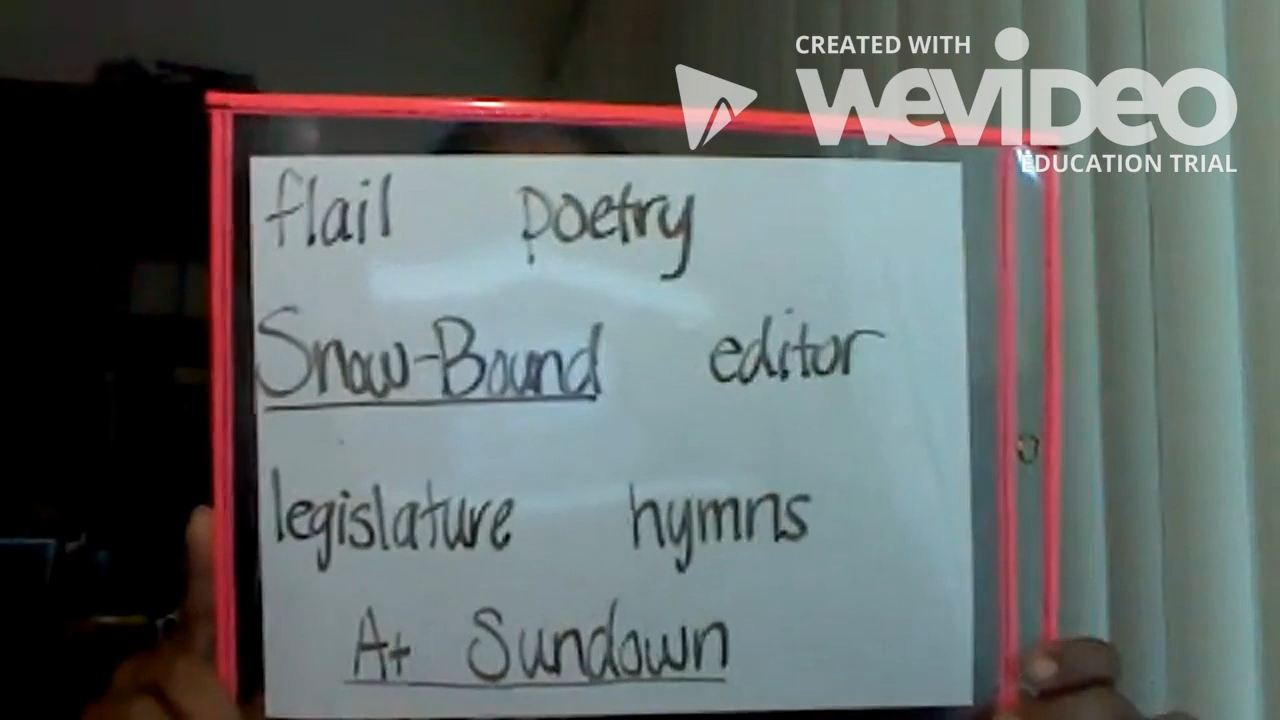 CREATED WITH
WEVIDEO
EDUCATION TRIAL
flail poetry
Snow-Bound editor
legislature hymns
At Sundown